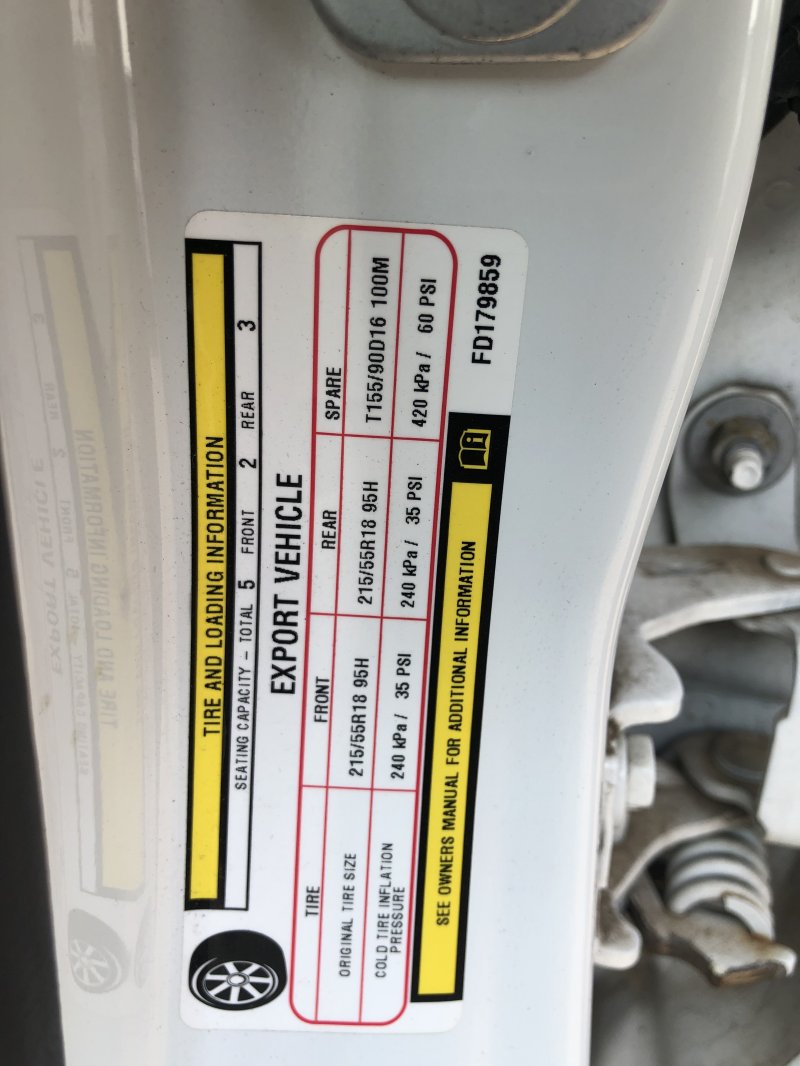 TIRE AND LOADING INFORMATION
SEATING CAPACITY – TOTAL 5 FRONT 2 REAR 3
EXPORT VEHICLE
TIRE FRONT REAR SPARE
ORIGINAL TIRE SIZE 215/55R18 95H 215/55R18 95H T155/90D16 100M
COLD TIRE INFLATION
PRESSURE 240 kPa / 35 PSI 240 kPa / 35 PSI 420 kPa / 60 PSI
SEE OWNERS MANUAL FOR ADDITIONAL INFORMATION
FD179859